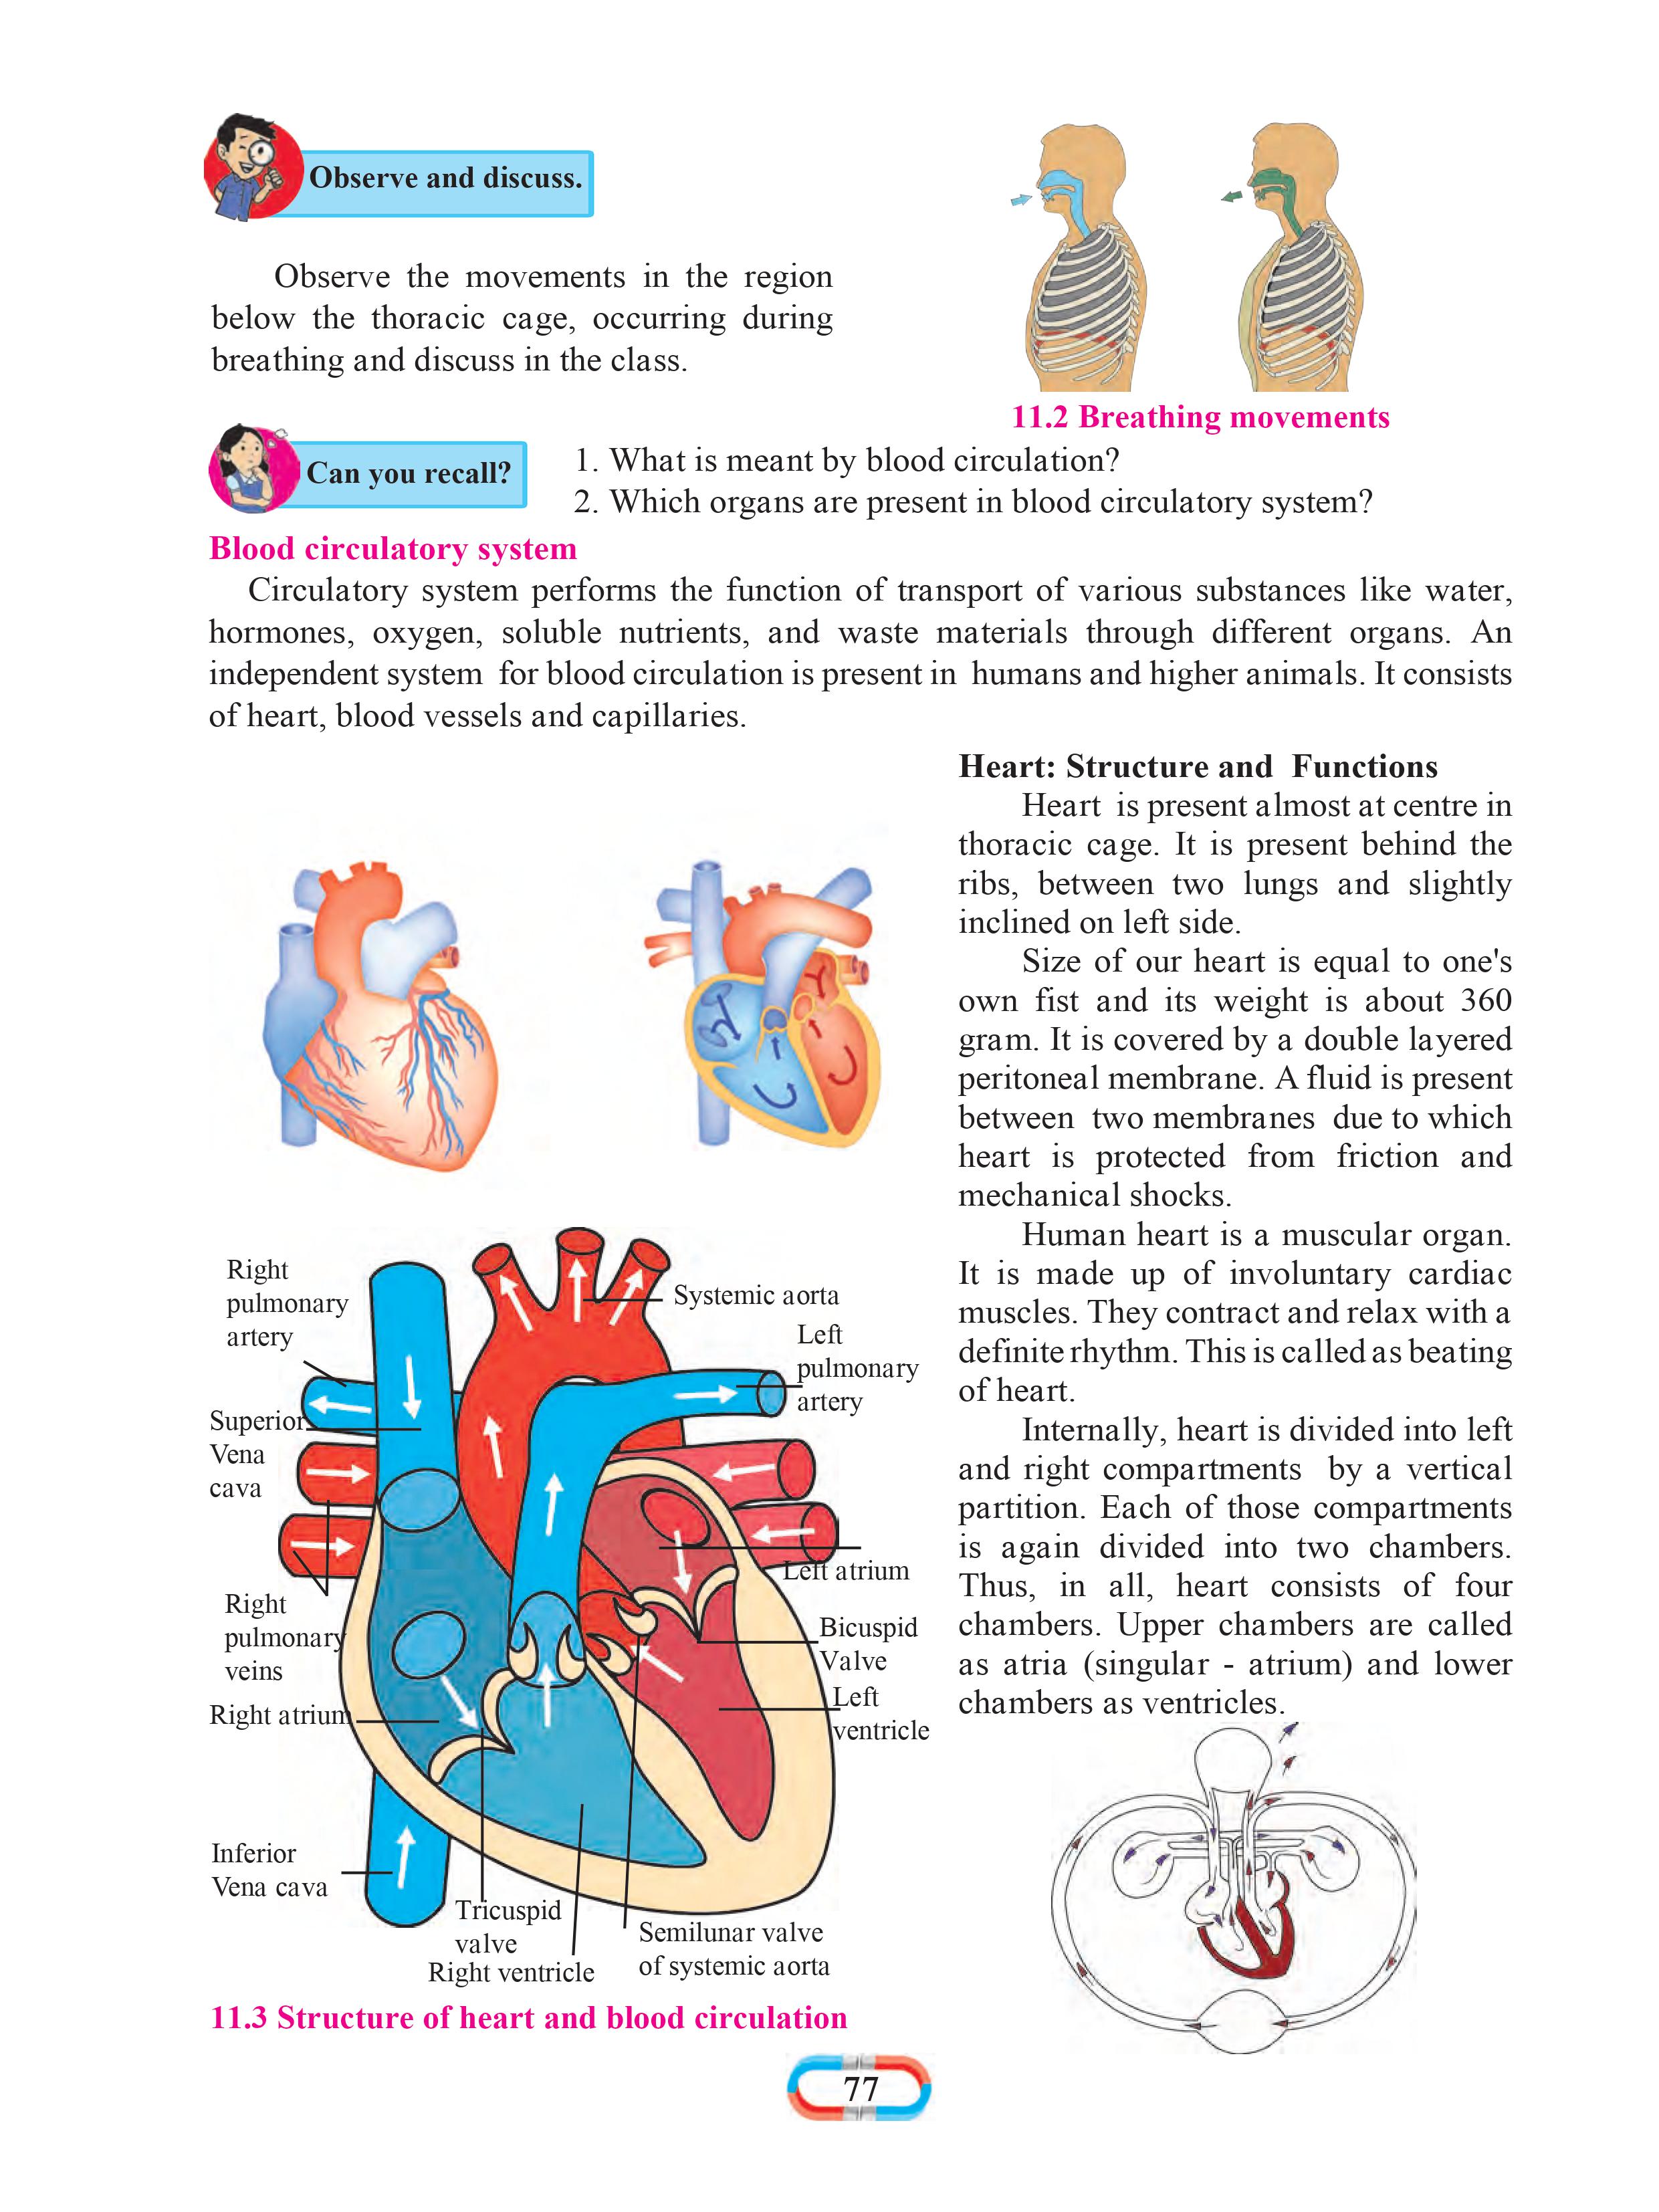 Observe and discuss.
Observe the movements in the region
below the thoracic cage, occurring during
breathing and discuss in the class.
11.2 Breathing movements
Can you recall?
1. What is meant by blood circulation?
2. Which organs are present in blood circulatory system?
Blood circulatory system
Circulatory system performs the function of transport of various substances like water,
hormones, oxygen, soluble nutrients, and waste materials through different organs. An
independent system for blood circulation is present in humans and higher animals. It consists
of heart, blood vessels and capillaries.
Heart: Structure and Functions
Heart is present almost at centre in
thoracic cage. It is present behind the
ribs, between two lungs and slightly
inclined on left side.
Size of our heart is equal to one's
own fist and its weight is about 360
gram. It is covered by a double layered
peritoneal membrane. A fluid is present
between two membranes due to which
heart is protected from friction and
mechanical shocks.
Human heart is a muscular organ.
It is made up of involuntary cardiac
muscles. They contract and relax with a
definite rhythm. This is called as beating
of heart.
Internally, heart is divided into left
and right compartments by a vertical
partition. Each of those compartments
is again divided into two chambers.
Thus, in all, heart consists of four
chambers. Upper chambers are called
as atria (singular - atrium) and lower
chambers as ventricles.
Right
pulmonary
artery
Superior
Vena
cava
Right
pulmonary
veins
Right atrium
Inferior
Vena cava
Tricuspid
valve
Right ventricle
Semilunar valve
of systemic aorta
Systemic aorta
Left
pulmonary
artery
Left atrium
Bicuspid
Valve
Left
ventricle
11.3 Structure of heart and blood circulation
77